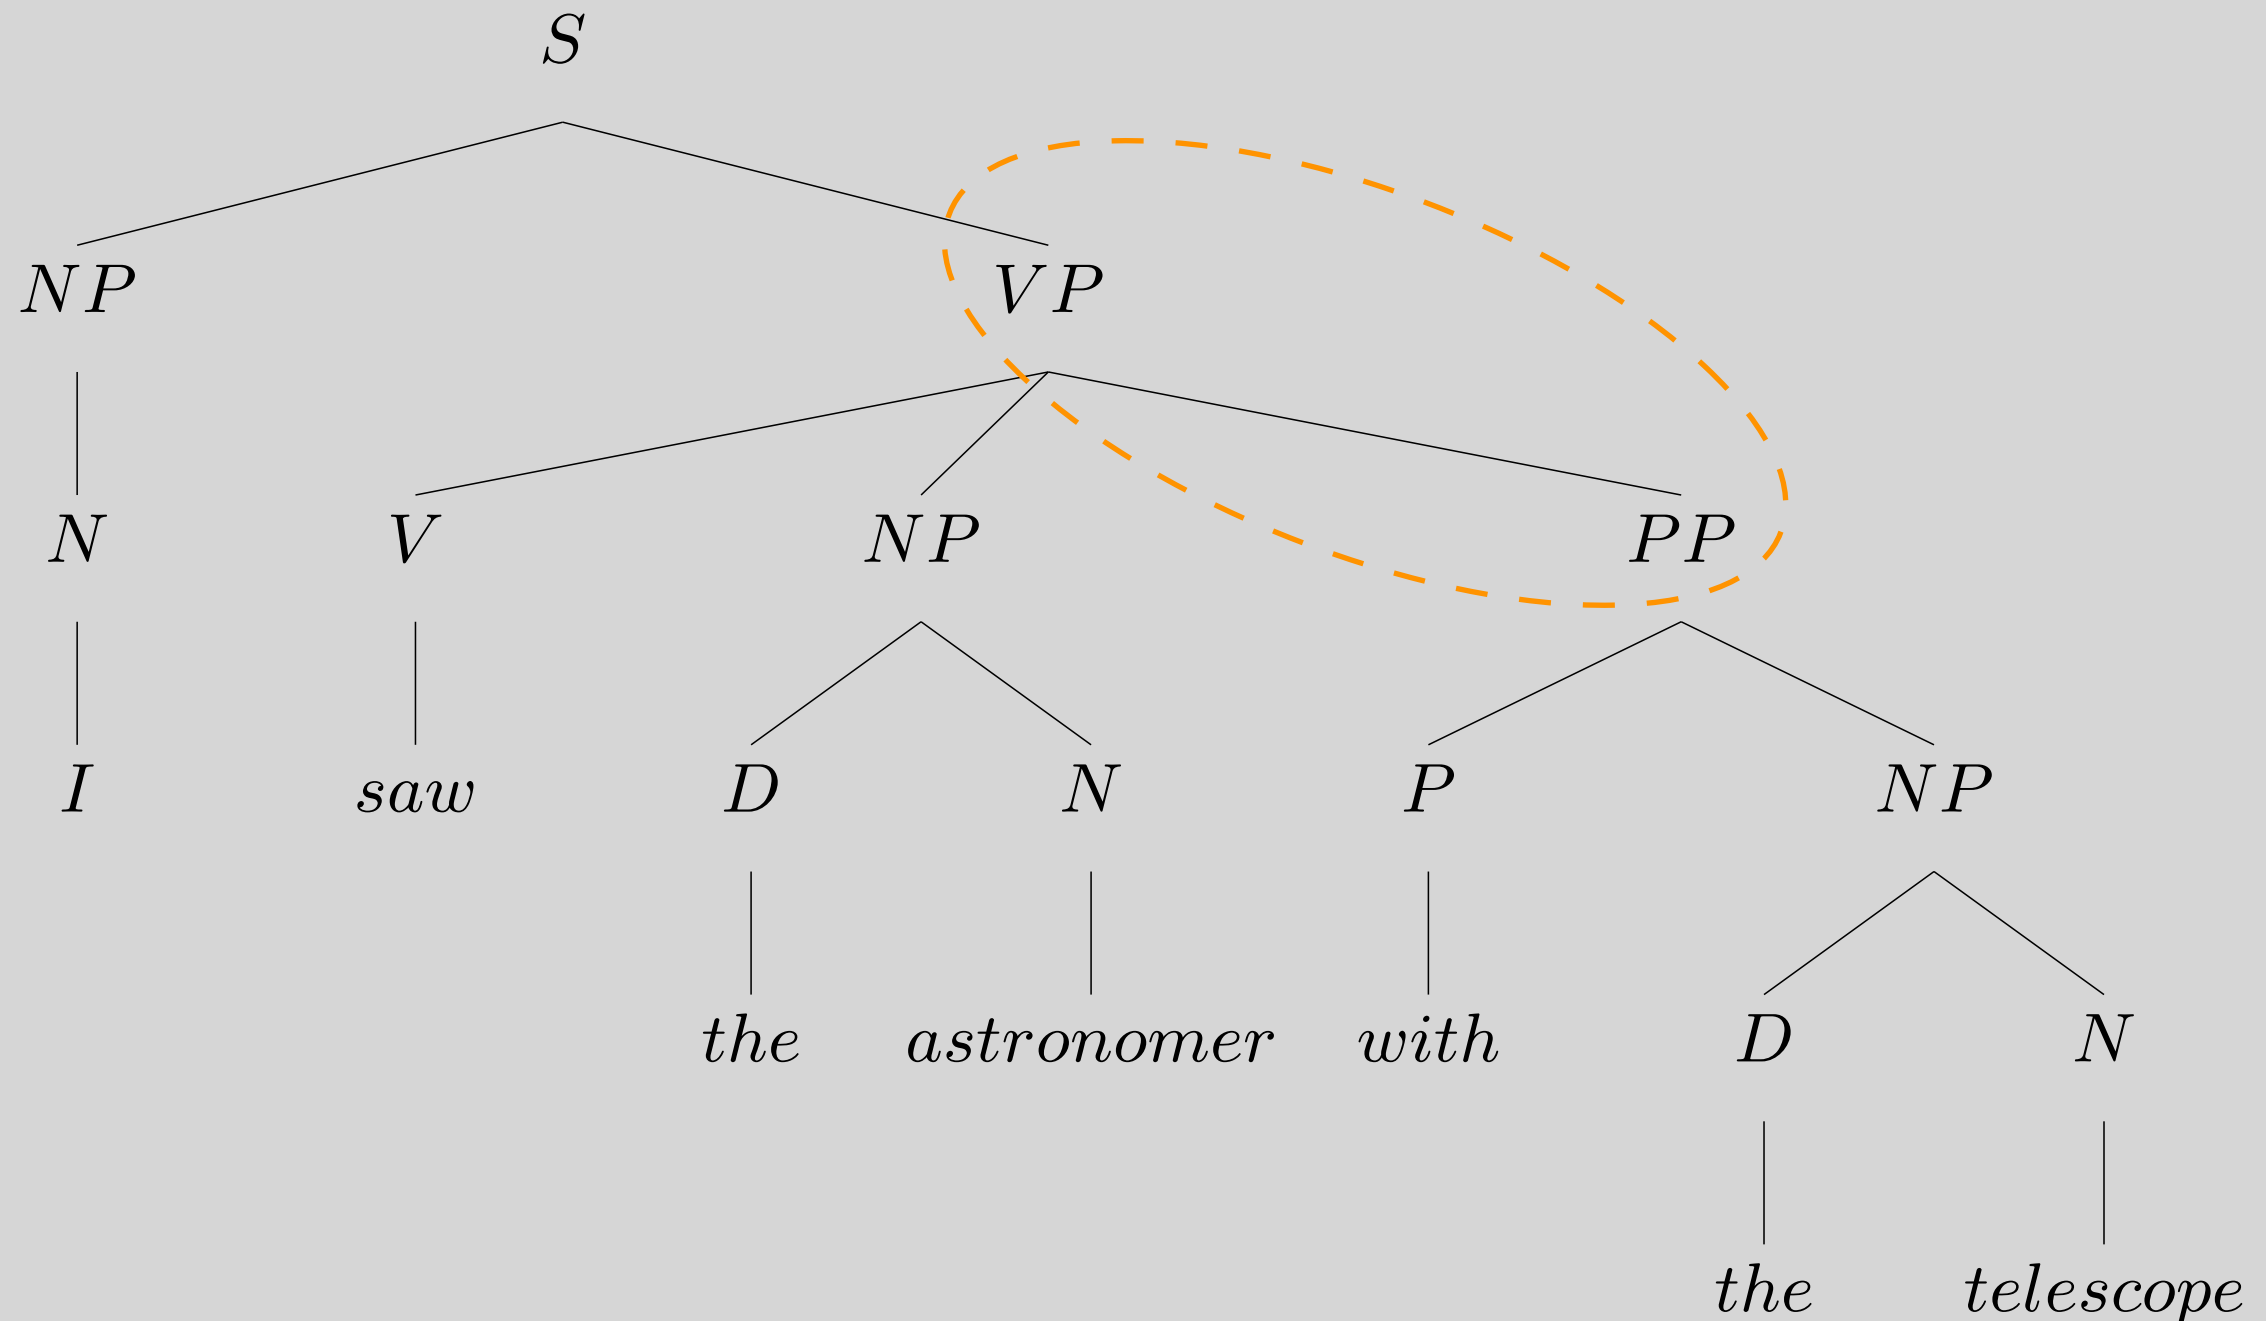 S
NP VP
N V NP PP
I saw D N P NP
the astronomer with D N
the telescope